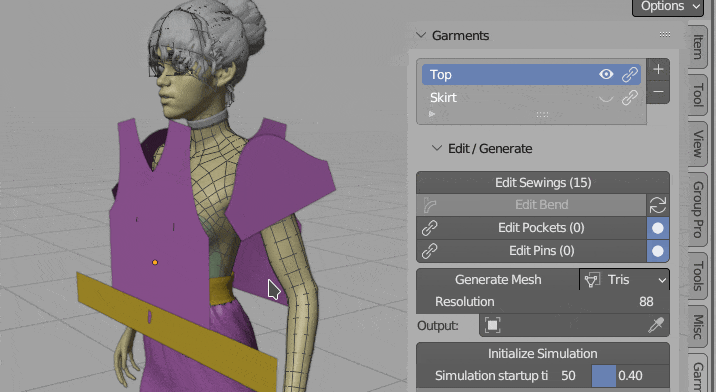 Options
Garments
Top
Skirt
Edit / Generate
Edit Sewings (15)
Edit Bend
Edit Pockets (0)
Edit Pins (0)
Generate Mesh
Tris
Resolution 88
Output:
Initialize Simulation
Simulation startup ti 50 0.40
Item
Tool
View
Group Pro
Tools
Misc
Garm